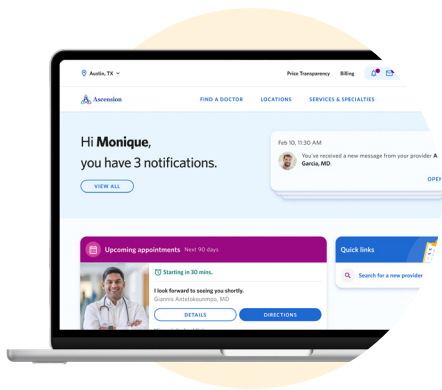 Austin, TX
Price Transparency Billing
Ascension
FIND A DOCTOR LOCATIONS SERVICES & SPECIALTIES
Hi Monique,
you have 3 notifications.
VIEW ALL
Feb 10, 11:30 AM
You've received a new message from your provider A
Garcia, MD.
OPEN
Upcoming appointments Next 90 days
Starting in 30 mins.
I look forward to seeing you shortly.
Giannis Antetokounmpo, MD
DETAILS DIRECTIONS
Quick links
Search for a new provider